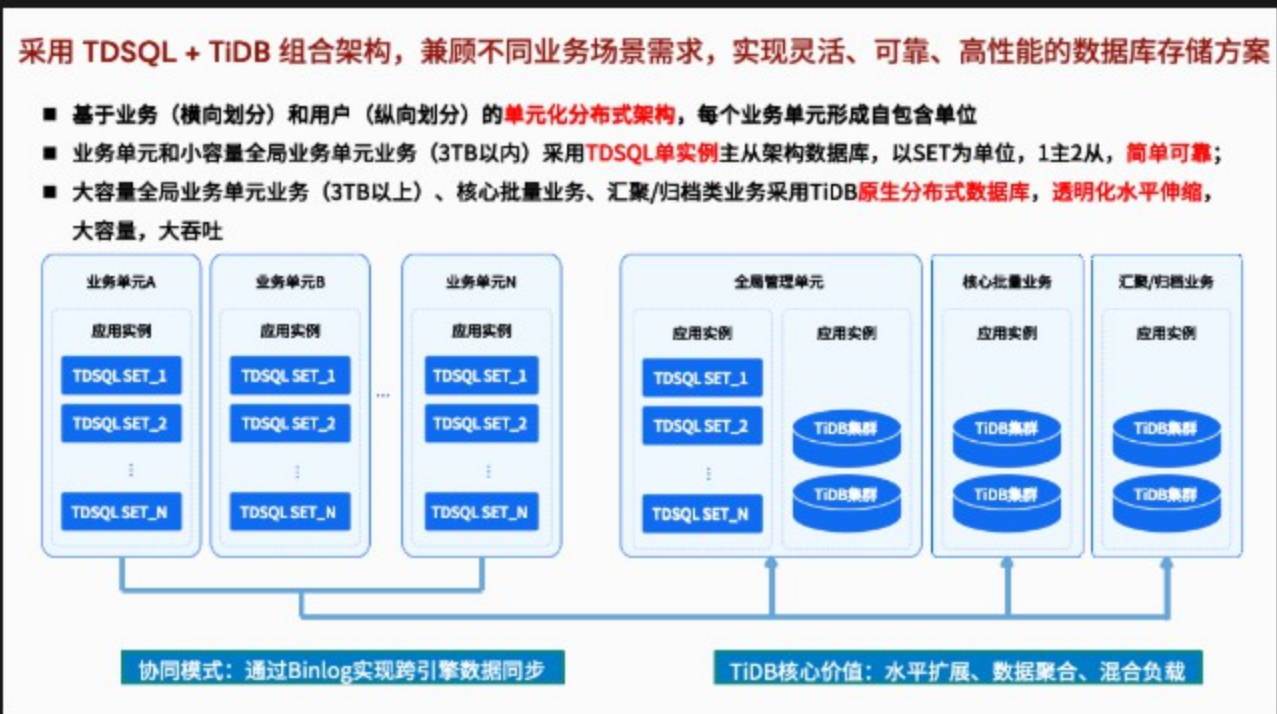 采用 TDSQL + TiDB 组合架构，兼顾不同业务场景需求，实现灵活、可靠、高性能的数据库存储方案
■ 基于业务（横向划分）和用户（纵向划分）的单元化分布式架构，每个业务单元形成自包含单位
■ 业务单元和小容量全局业务单元业务（3TB以内）采用TDSQL单实例主从架构数据库，以SET为单位，1主2从，简单可靠；
■ 大容量全局业务单元业务（3TB以上）、核心批量业务、汇聚/归档类业务采用TiDB原生分布式数据库，透明化水平伸缩，
大容量，大吞吐
业务单元A
应用实例
TDSQL SET_1
TDSQL SET_2
⋮
TDSQL SET_N
业务单元B
应用实例
TDSQL SET_1
TDSQL SET_2
⋮
TDSQL SET_N
...
业务单元N
应用实例
TDSQL SET_1
TDSQL SET_2
⋮
TDSQL SET_N
全局管理单元
应用实例
TDSQL SET_1
TDSQL SET_2
⋮
TDSQL SET_N
应用实例
TiDB集群
TiDB集群
核心批量业务
应用实例
TiDB集群
TiDB集群
汇聚/归档业务
应用实例
TiDB集群
TiDB集群
协同模式：通过Binlog实现跨引擎数据同步
TiDB核心价值：水平扩展、数据聚合、混合负载